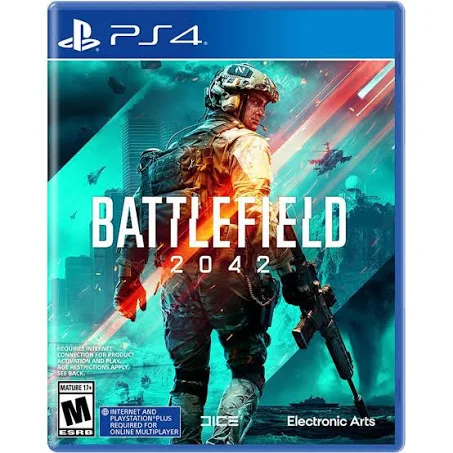 PS4
BATTLEFIELD
2042
REQUIRES INTERNET
CONNECTION FOR PRODUCT
ACTIVATION AND PLAY.
AGE RESTRICTIONS APPLY.
SEE BACK.
MATURE 17+
M
ESRB
INTERNET AND
PLAYSTATION®PLUS
REQUIRED FOR
ONLINE MULTIPLAYER
DICE
Electronic Arts